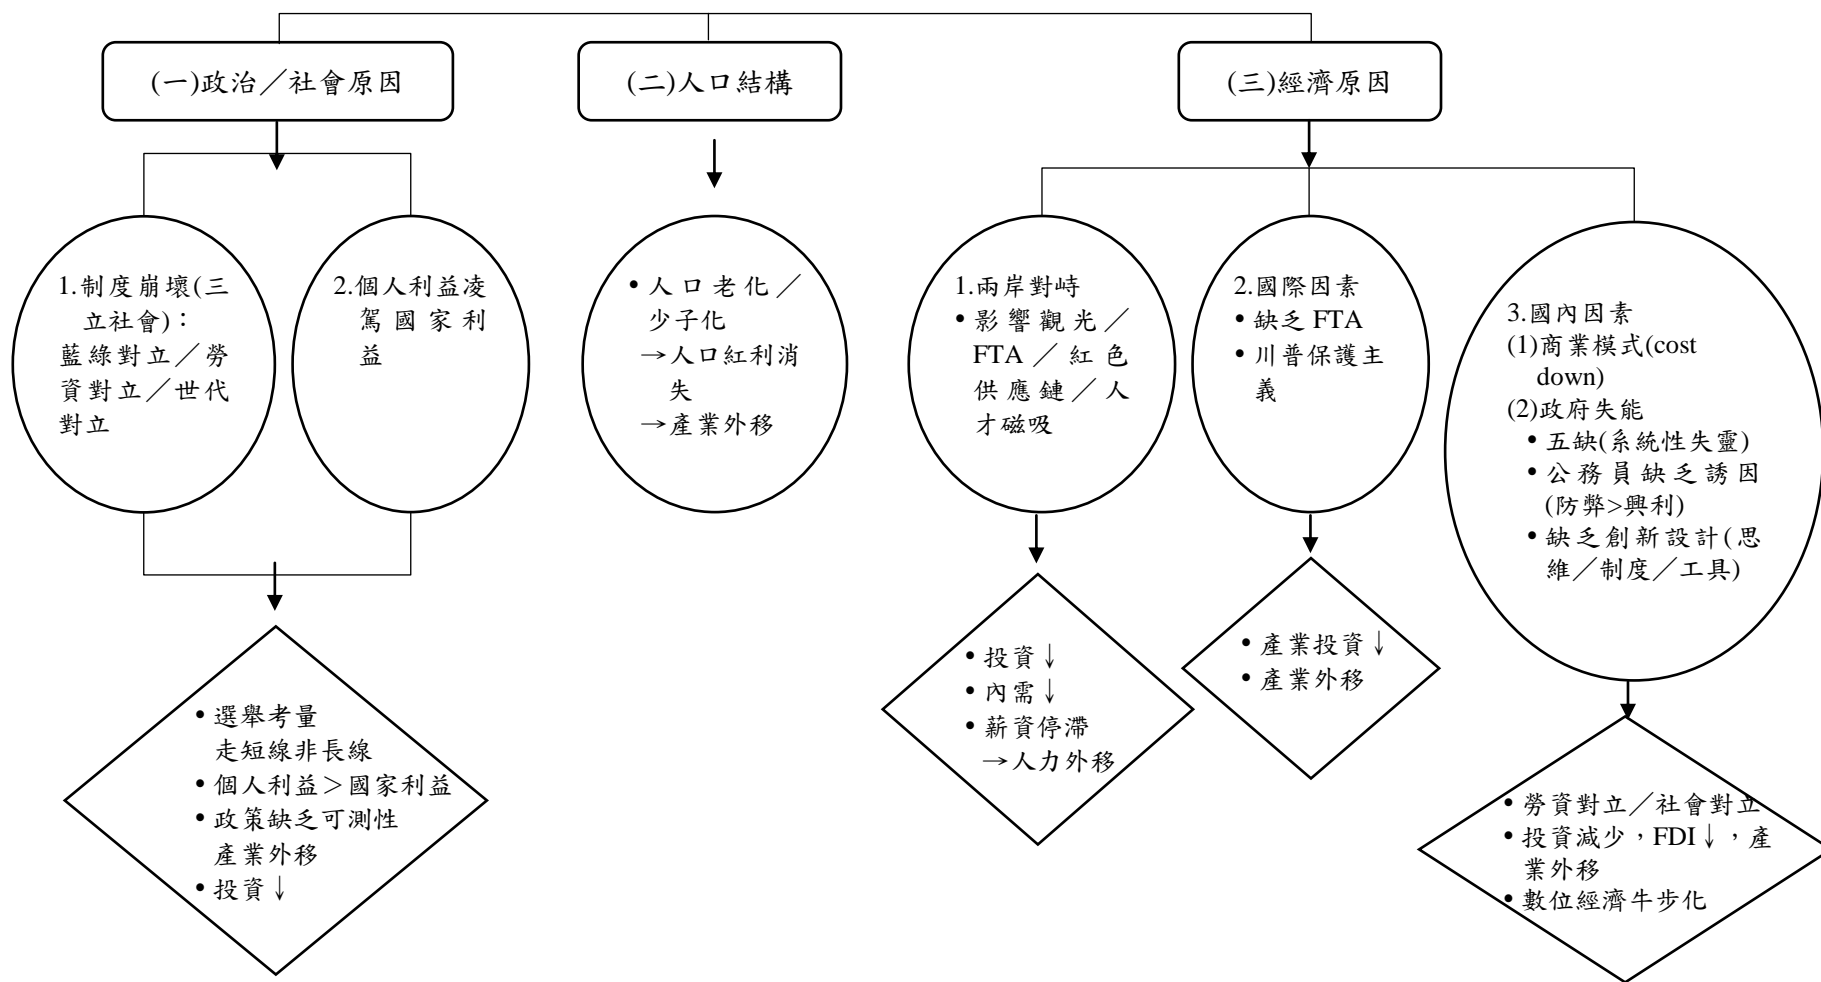 (一)政治／社會原因
(二)人口結構
(三)經濟原因
1.制度崩壞(三
立社會)：
藍綠對立／勞
資對立／世代
對立
2.個人利益凌
駕國家利
益
• 人口老化／
少子化
→人口紅利消
失
→產業外移
1.兩岸對峙
• 影響觀光／
FTA／紅色
供應鏈／人
才磁吸
2.國際因素
• 缺乏 FTA
• 川普保護主
義
3.國內因素
(1)商業模式(cost
down)
(2)政府失能
• 五缺(系統性失靈)
• 公務員缺乏誘因
(防弊>興利)
• 缺乏創新設計(思
維／制度／工具)
• 選舉考量
走短線非長線
• 個人利益＞國家利益
• 政策缺乏可測性
產業外移
• 投資↓
• 投資↓
• 內需↓
• 薪資停滯
→人力外移
• 產業投資↓
• 產業外移
• 勞資對立／社會對立
• 投資減少，FDI↓，產
業外移
• 數位經濟牛步化